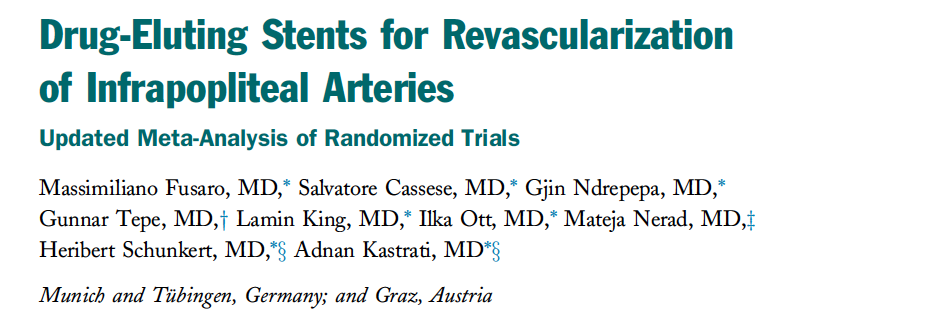 Drug-Eluting Stents for Revascularization
of Infrapopliteal Arteries
Updated Meta-Analysis of Randomized Trials
Massimiliano Fusaro, MD,* Salvatore Cassese, MD,* Gjin Ndrepepa, MD,*
Gunnar Tepe, MD,† Lamin King, MD,* Ilka Ott, MD,* Mateja Nerad, MD,‡
Heribert Schunkert, MD,*§ Adnan Kastrati, MD*§
Munich and Tübingen, Germany; and Graz, Austria